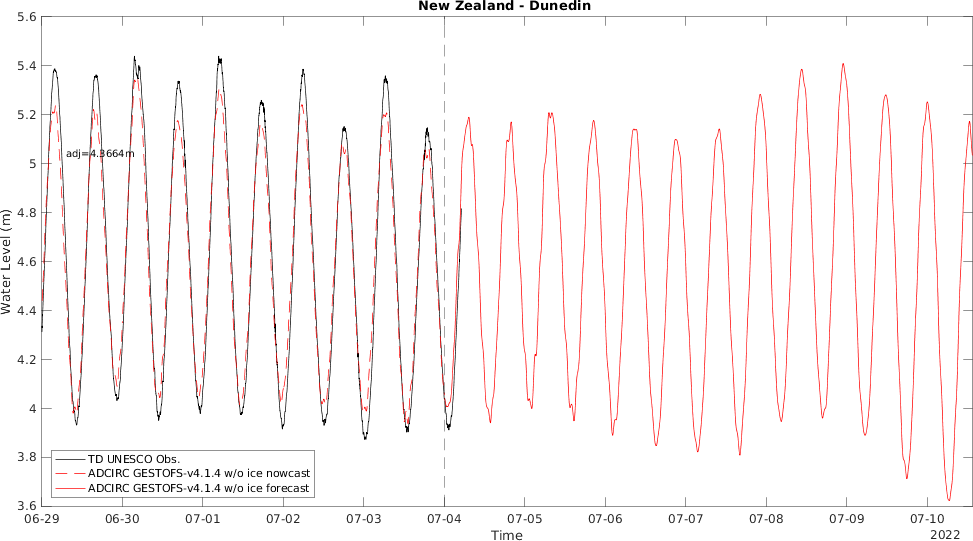 New Zealand - Dunedin
5.6
5.4
5.2
5
4.8
4.6
4.4
4.2
4
3.8
3.6
Water Level (m)
adj=4.3664m
TD UNESCO Obs.
ADCIRC GESTOFS-v4.1.4 w/o ice nowcast
ADCIRC GESTOFS-v4.1.4 w/o ice forecast
06-29 06-30 07-01 07-02 07-03 07-04 07-05 07-06 07-07 07-08 07-09 07-10
Time
2022